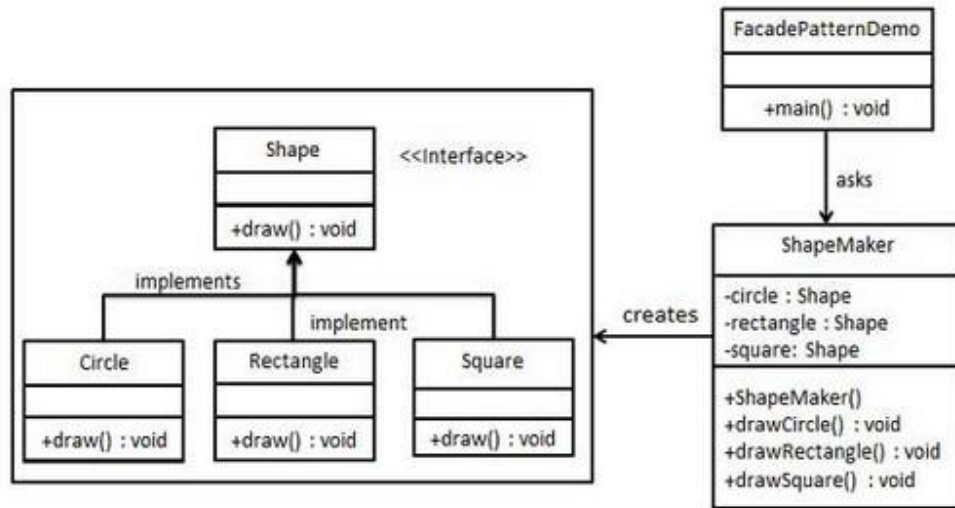 FacadePatternDemo
+main() : void
asks
Shape
<<Interface>>
+draw() : void
implements
implement
Circle
+draw() : void
Rectangle
+draw() : void
Square
+draw() : void
creates
ShapeMaker
-circle : Shape
-rectangle : Shape
-square: Shape
+ShapeMaker()
+drawCircle() : void
+drawRectangle() : void
+drawSquare() : void